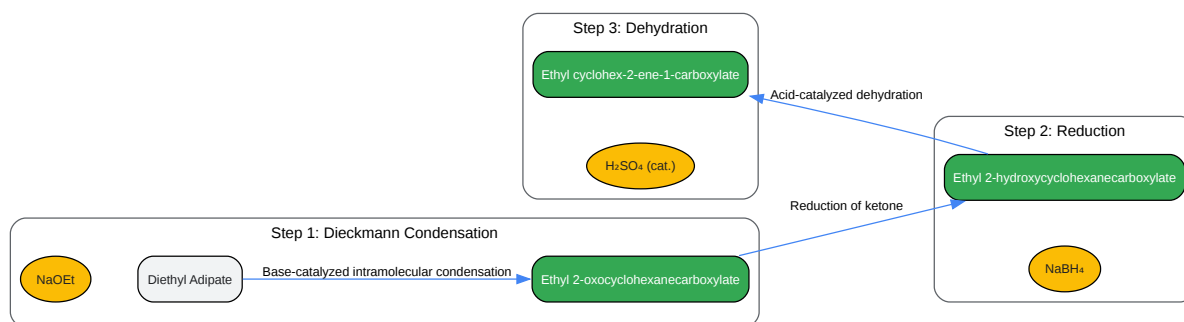 Step 3: Dehydration
Ethyl cyclohex-2-ene-1-carboxylate
H₂SO₄ (cat.)
Acid-catalyzed dehydration
Step 2: Reduction
Ethyl 2-hydroxycyclohexanecarboxylate
NaBH₄
Reduction of ketone
Step 1: Dieckmann Condensation
NaOEt
Diethyl Adipate
Base-catalyzed intramolecular condensation
Ethyl 2-oxocyclohexanecarboxylate